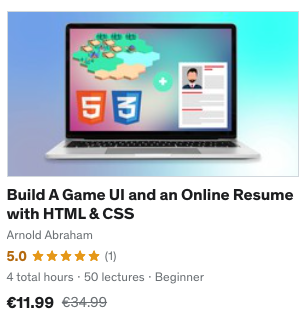 5 3
Build A Game UI and an Online Resume
with HTML & CSS
Arnold Abraham
5.0 (1)
4 total hours · 50 lectures · Beginner
€11.99 €34.99